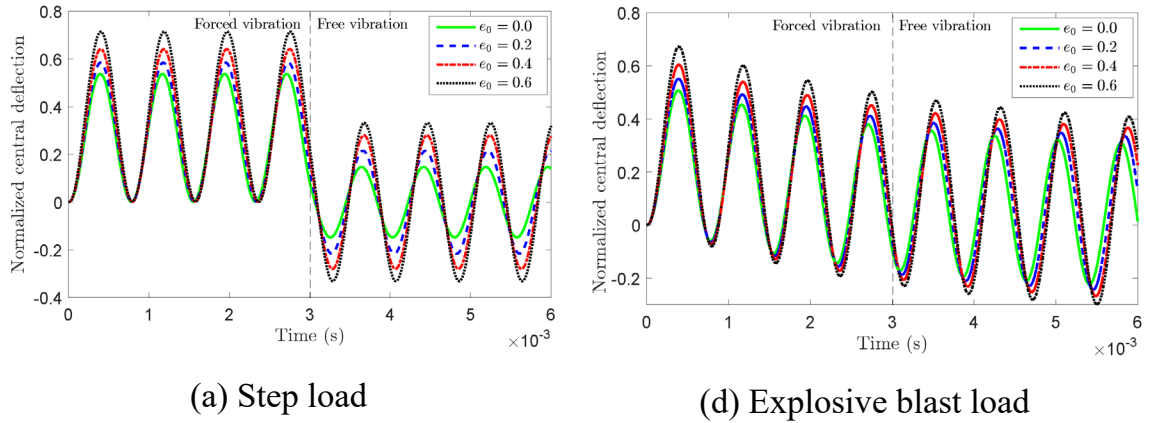 0.8
0.6
0.4
0.2
0
-0.2
-0.4
Normalized central deflection
Forced vibration
Free vibration
e0 = 0.0
e0 = 0.2
e0 = 0.4
e0 = 0.6
0 1 2 3 4 5 6
Time (s)
×10-3
(a) Step load
0.8
0.6
0.4
0.2
0
-0.2
Normalized central deflection
Forced vibration
Free vibration
e0 = 0.0
e0 = 0.2
e0 = 0.4
e0 = 0.6
0 1 2 3 4 5 6
Time (s)
×10-3
(d) Explosive blast load